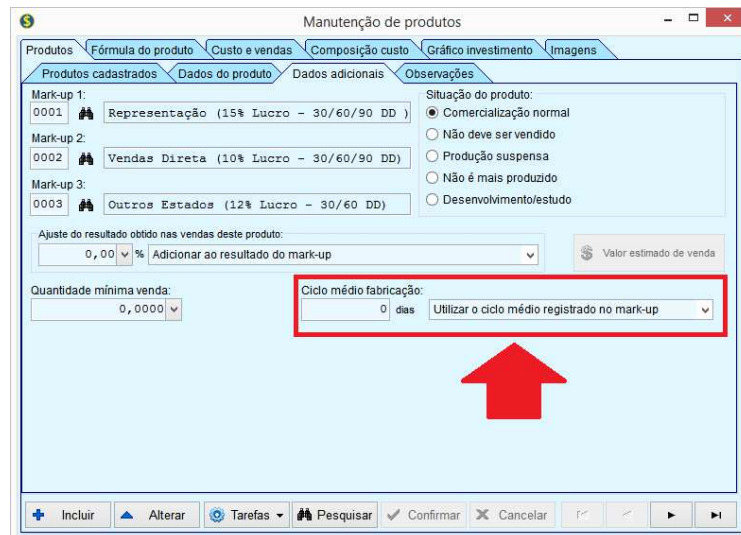 Manutenção de produtos
Produtos Fórmula do produto Custo e vendas Composição custo Gráfico investimento Imagens
Produtos cadastrados Dados do produto Dados adicionais Observações
Mark-up 1:
0001 Representação (15% Lucro - 30/60/90 DD )
Mark-up 2:
0002 Vendas Direta (10% Lucro - 30/60/90 DD)
Mark-up 3:
0003 Outros Estados (12% Lucro - 30/60 DD)
Situação do produto:
Comercialização normal
Não deve ser vendido
Produção suspensa
Não é mais produzido
Desenvolvimento/estudo
Ajuste do resultado obtido nas vendas deste produto:
0,00 % Adicionar ao resultado do mark-up
Valor estimado de venda
Quantidade mínima venda:
0,0000
Ciclo médio fabricação:
0 dias Utilizar o ciclo médio registrado no mark-up
Incluir Alterar Tarefas Pesquisar Confirmar Cancelar